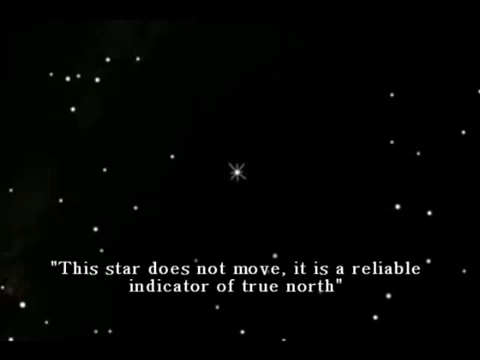 "This star does not move, it is a reliable
indicator of true north"